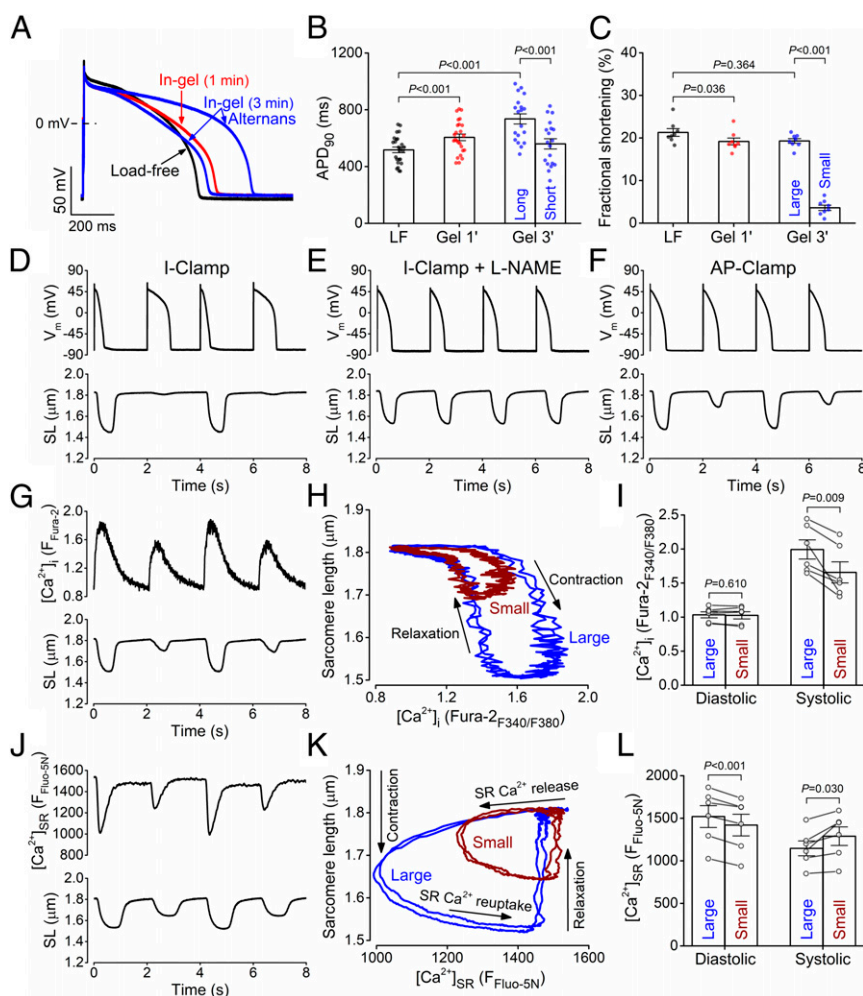 A
In-gel (1 min)
In-gel (3 min)
Alternans
0 mV
Load-free
50 mV
200 ms
B
APD90 (ms)
1200
900
600
300
0
P<0.001
P<0.001
P<0.001
Long
Short
LF
Gel 1'
Gel 3'
C
Fractional shortening (%)
40
30
20
10
0
P<0.001
P=0.364
P=0.036
Large
Small
LF
Gel 1'
Gel 3'
D
I-Clamp
Vm (mV)
90
45
0
-45
-90
SL (µm)
2.0
1.8
1.6
1.4
1.2
0 2 4 6 8
Time (s)
E
I-Clamp + L-NAME
Vm (mV)
90
45
0
-45
-90
SL (µm)
2.0
1.8
1.6
1.4
1.2
0 2 4 6 8
Time (s)
F
AP-Clamp
Vm (mV)
90
45
0
-45
-90
SL (µm)
2.0
1.8
1.6
1.4
1.2
0 2 4 6 8
Time (s)
G
[Ca2+]i (FFura-2)
2.1
1.8
1.5
1.2
0.9
SL (µm)
2.0
1.8
1.6
1.4
1.2
0 2 4 6 8
Time (s)
H
Sarcomere length (µm)
1.9
1.8
1.7
1.6
1.5
Contraction
Small
Relaxation
Large
0.8 1.2 1.6 2.0
[Ca2+]i (Fura-2F340/F380)
I
[Ca2+]i (Fura-2F340/F380)
3.0
2.5
2.0
1.5
1.0
0.5
0
P=0.009
P=0.610
Large
Small
Large
Small
Diastolic
Systolic
J
[Ca2+]SR (FFluo-5N)
1600
1400
1200
1000
SL (µm)
2.0
1.8
1.6
1.4
1.2
0 2 4 6 8
Time (s)
K
Sarcomere length (µm)
1.9
1.8
1.7
1.6
1.5
Contraction
SR Ca2+ release
Small
Large
SR Ca2+ reuptake
Relaxation
1000 1200 1400 1600
[Ca2+]SR (FFluo-5N)
L
[Ca2+]SR (FFluo-5N)
2000
1500
1000
500
0
P<0.001
P=0.030
Large
Small
Large
Small
Diastolic
Systolic